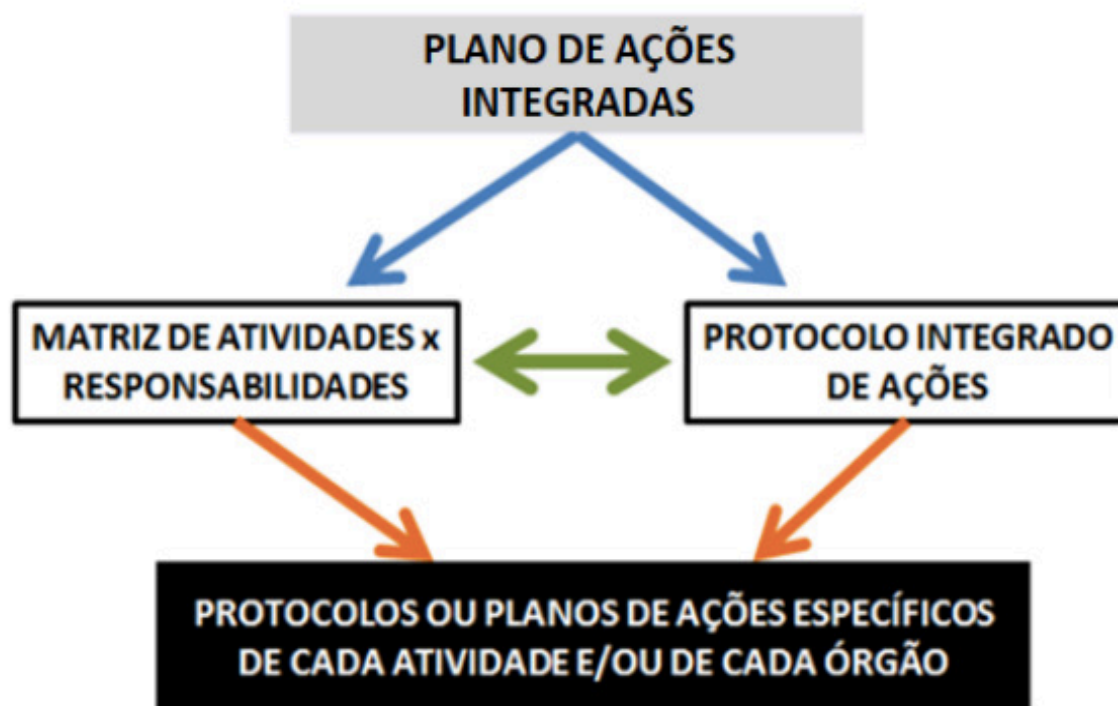 PLANO DE AÇÕES
INTEGRADAS
MATRIZ DE ATIVIDADES x
RESPONSABILIDADES
PROTOCOLO INTEGRADO
DE AÇÕES
PROTOCOLOS OU PLANOS DE AÇÕES ESPECÍFICOS
DE CADA ATIVIDADE E/OU DE CADA ÓRGÃO